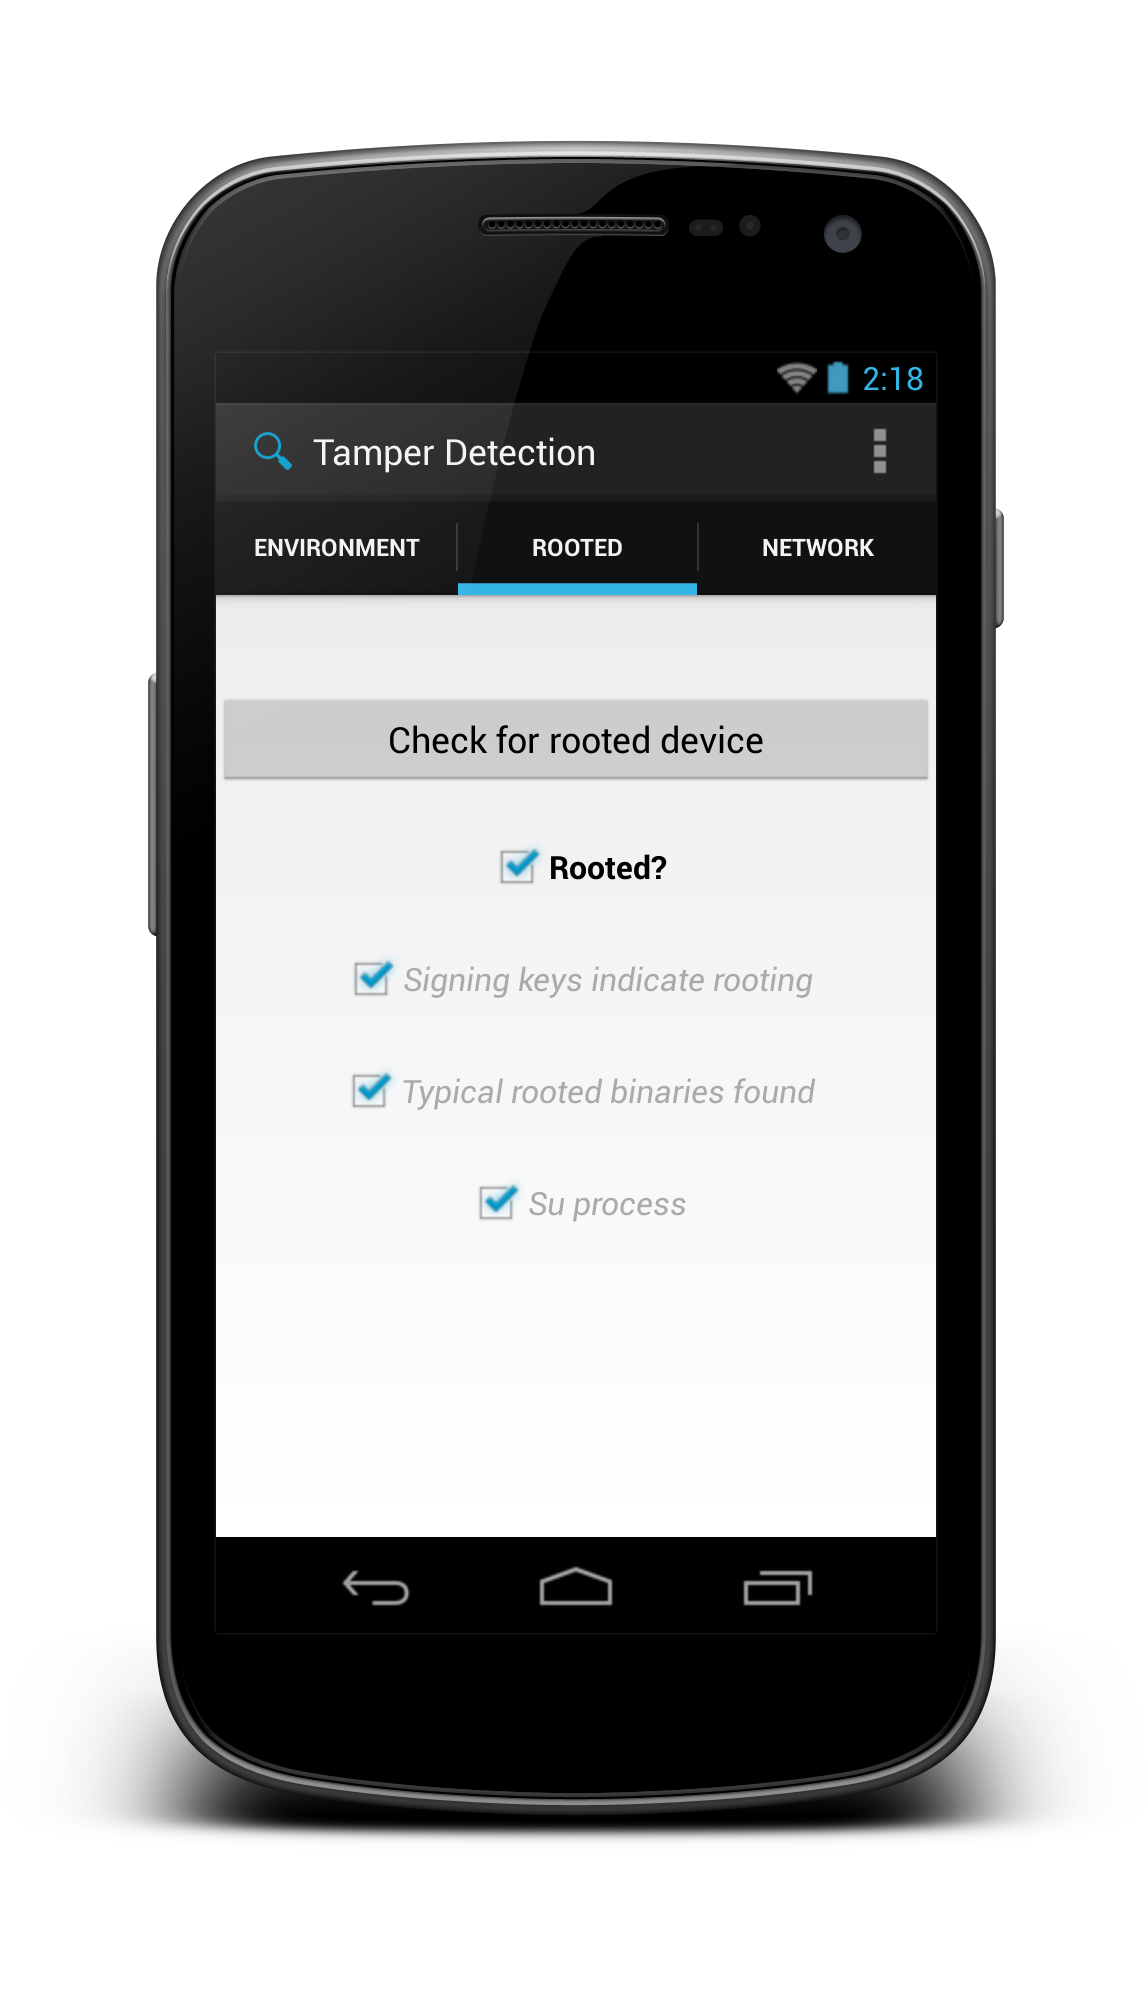 2:18
Tamper Detection
ENVIRONMENT
ROOTED
NETWORK
Check for rooted device
Rooted?
Signing keys indicate rooting
Typical rooted binaries found
Su process